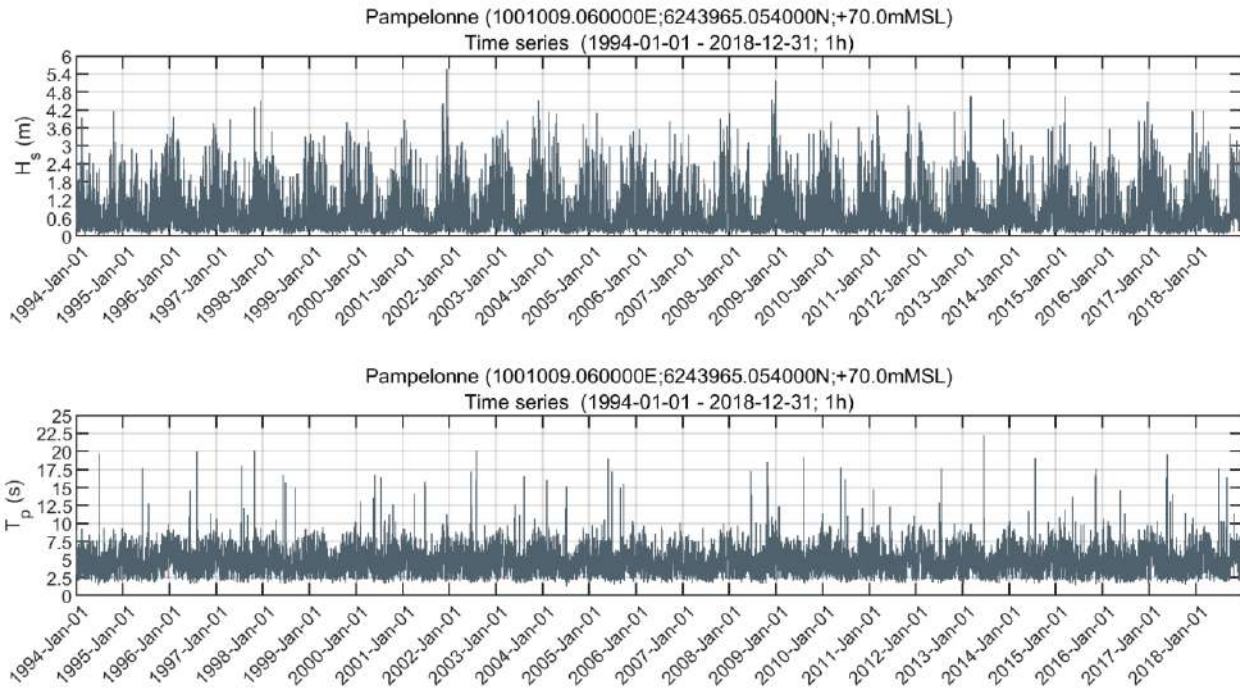 Pampelonne (1001009.060000E;6243965.054000N;+70.0mMSL)
Time series (1994-01-01 - 2018-12-31; 1h)
H_s (m)
6
5.4
4.8
4.2
3.6
3
2.4
1.8
1.2
0.6
0
1994-Jan-01
1995-Jan-01
1996-Jan-01
1997-Jan-01
1998-Jan-01
1999-Jan-01
2000-Jan-01
2001-Jan-01
2002-Jan-01
2003-Jan-01
2004-Jan-01
2005-Jan-01
2006-Jan-01
2007-Jan-01
2008-Jan-01
2009-Jan-01
2010-Jan-01
2011-Jan-01
2012-Jan-01
2013-Jan-01
2014-Jan-01
2015-Jan-01
2016-Jan-01
2017-Jan-01
2018-Jan-01
Pampelonne (1001009.060000E;6243965.054000N;+70.0mMSL)
Time series (1994-01-01 - 2018-12-31; 1h)
T_p (s)
25
22.5
20
17.5
15
12.5
10
7.5
5
2.5
0
1994-Jan-01
1995-Jan-01
1996-Jan-01
1997-Jan-01
1998-Jan-01
1999-Jan-01
2000-Jan-01
2001-Jan-01
2002-Jan-01
2003-Jan-01
2004-Jan-01
2005-Jan-01
2006-Jan-01
2007-Jan-01
2008-Jan-01
2009-Jan-01
2010-Jan-01
2011-Jan-01
2012-Jan-01
2013-Jan-01
2014-Jan-01
2015-Jan-01
2016-Jan-01
2017-Jan-01
2018-Jan-01